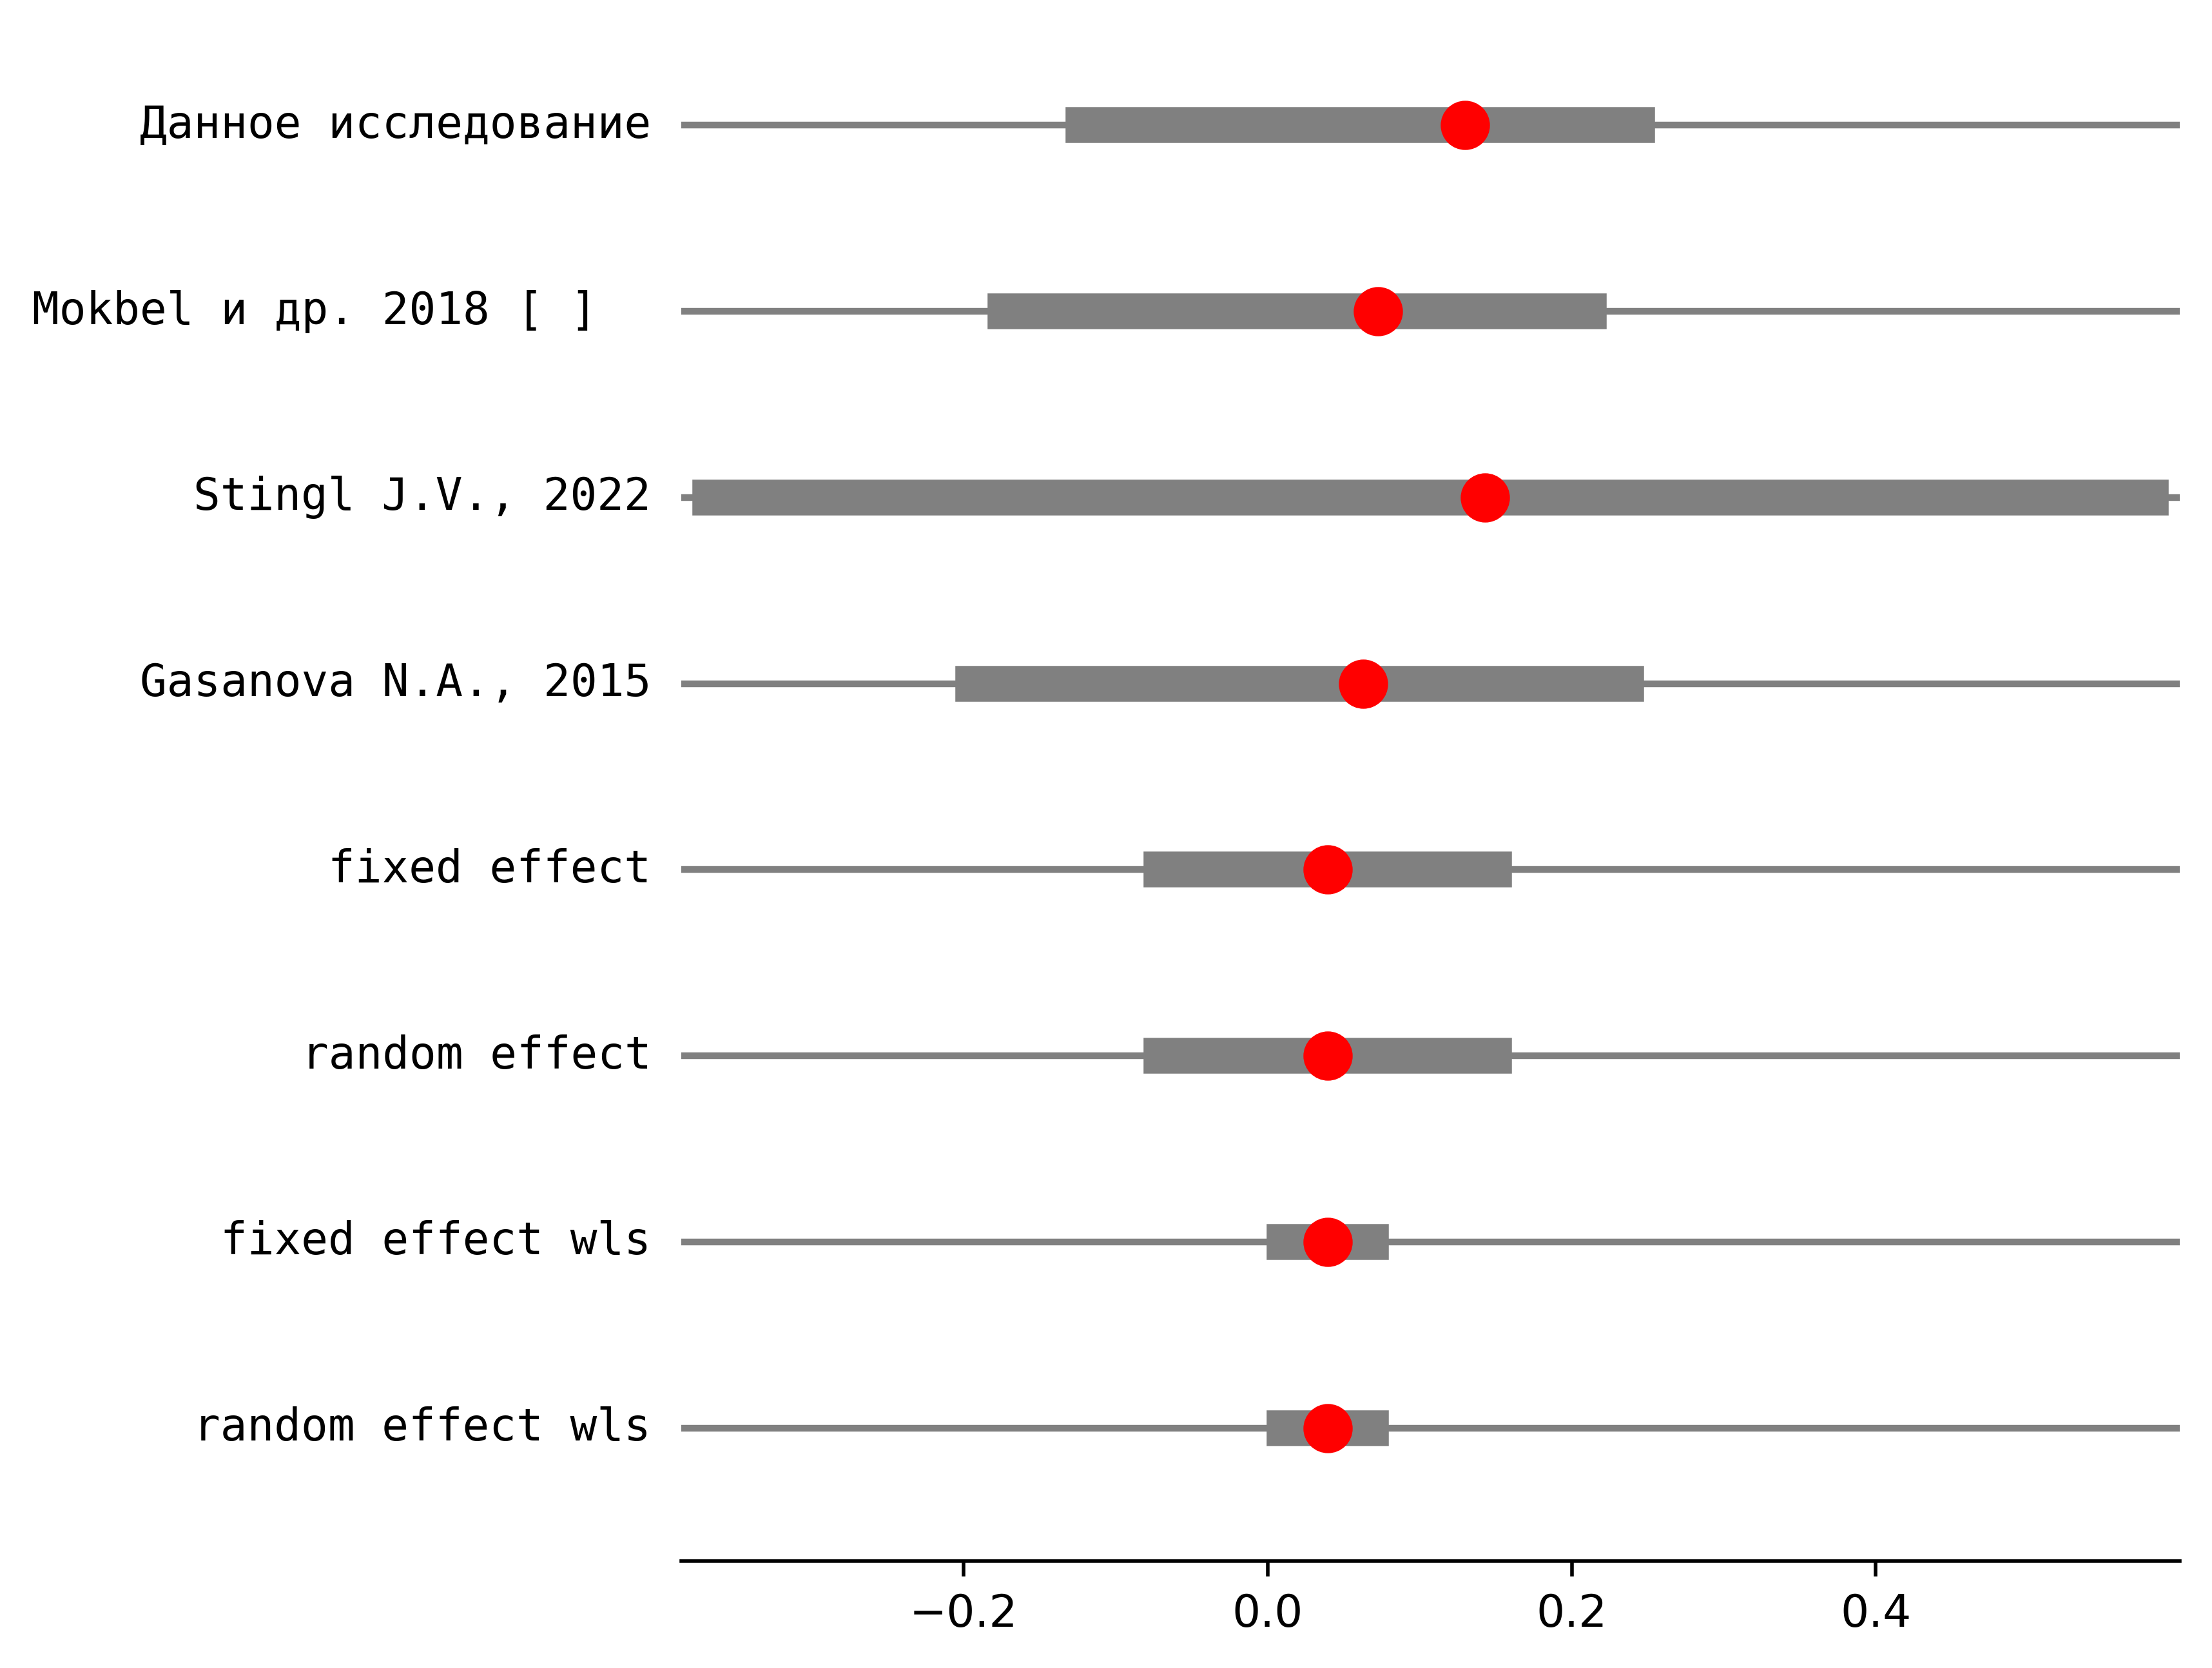 Данное исследование
Mokbel и др. 2018 [ ]
Stingl J.V., 2022
Gasanova N.A., 2015
fixed effect
random effect
fixed effect wls
random effect wls
−0.2 0.0 0.2 0.4